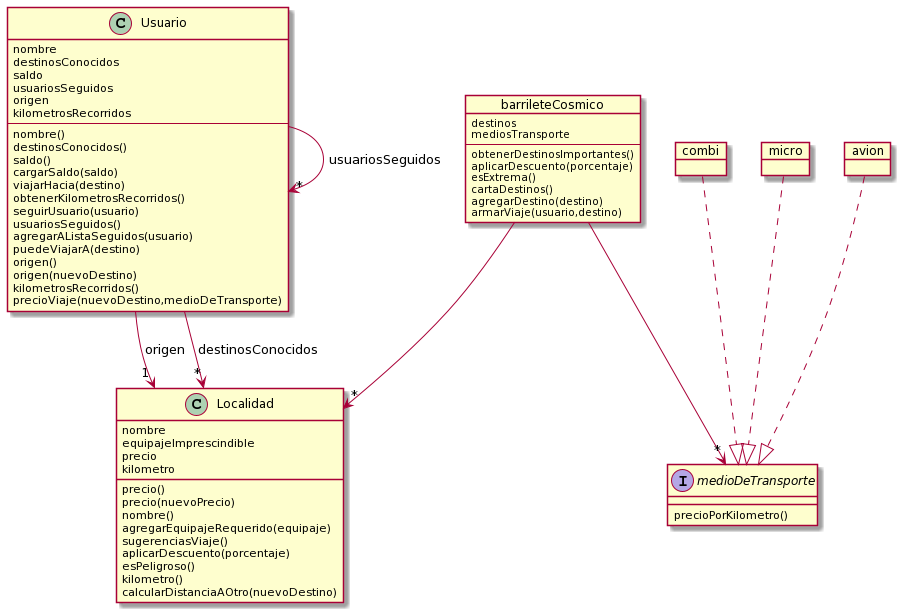 C Usuario
nombre
destinosConocidos
saldo
usuariosSeguidos
origen
kilometrosRecorridos
nombre()
destinosConocidos()
saldo()
cargarSaldo(saldo)
viajarHacia(destino)
obtenerKilometrosRecorridos()
seguirUsuario(usuario)
usuariosSeguidos()
agregarAListaSeguidos(usuario)
puedeViajarA(destino)
origen()
origen(nuevoDestino)
kilometrosRecorridos()
precioViaje(nuevoDestino,medioDeTransporte)
usuariosSeguidos
*
barrileteCosmico
destinos
mediosTransporte
obtenerDestinosImportantes()
aplicarDescuento(porcentaje)
esExtrema()
cartaDestinos()
agregarDestino(destino)
armarViaje(usuario,destino)
combi
micro
avion
origen
1
destinosConocidos
*
*
*
C Localidad
nombre
equipajeImprescindible
precio
kilometro
precio()
precio(nuevoPrecio)
nombre()
agregarEquipajeRequerido(equipaje)
sugerenciasViaje()
aplicarDescuento(porcentaje)
esPeligroso()
kilometro()
calcularDistanciaAOtro(nuevoDestino)
I medioDeTransporte
precioPorKilometro()